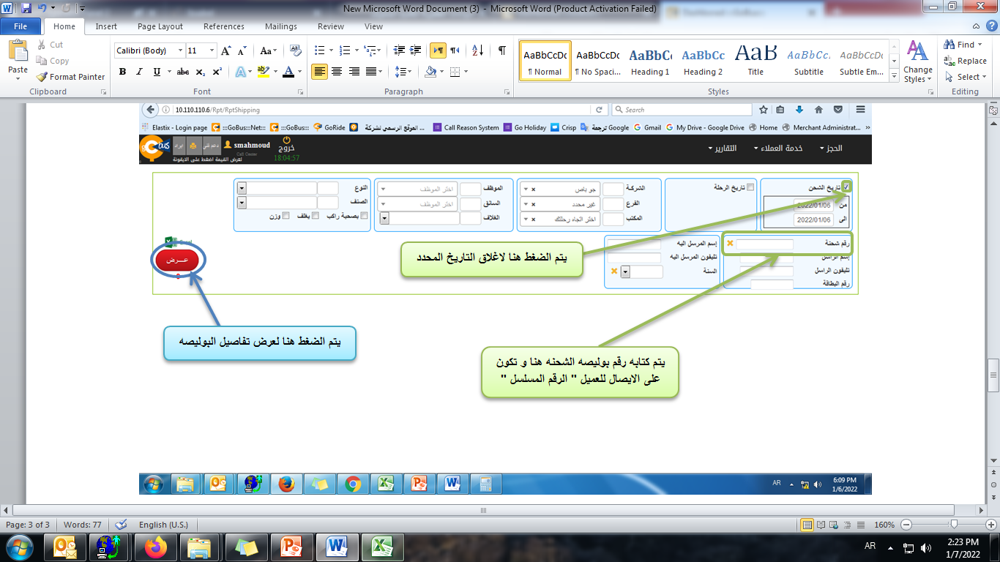 New Microsoft Word Document (3) - Microsoft Word (Product Activation Failed)
File Home Insert Page Layout References Mailings Review View
Paste
Cut
Copy
Format Painter
Clipboard
Calibri (Body) 11
Font
Paragraph
AaBbCcDc AaBbCcDc AaBbCc AaBbCc AaB AaBbCc. AaBbCcDc
¶ Normal ¶ No Spaci... Heading 1 Heading 2 Title Subtitle Subtle Em...
Change Styles
Styles
Find
Replace
Select
Editing
10.110.110.6/Rpt/RptShipping
Search
Elastix - Login page :::GoBus:::Net::: :::GoBus::: GoRide الموقع الرسمي لشركة ... Call Reason System Go Holiday Crisp ترجمة Google Gmail My Drive - Google Drive Home Merchant Administrat... »
الحجز خدمة العملاء التقارير
خروج
18:04:57
smahmoud
Call Center
دعم فني
ايراد
لعرض القيمة اضغط على الايقونة
تاريخ الشحن
من 2022/01/06
الى 2022/01/06
تاريخ الرحلة
الشركة جو باص
الفرع غير محدد
المكتب اختر اتجاه رحلتك
الموظف اختر الموظف
السائق اختر الموظف
الغلاف
النوع
الصنف
بصحبة راكب يغلف وزن
رقم شحنة
إسم الراسل
تليفون الراسل
رقم البطاقة
إسم المرسل اليه
تليفون المرسل اليه
السنة
عـــرض
يتم الضغط هنا لاغلاق التاريخ المحدد
يتم الضغط هنا لعرض تفاصيل البوليصه
يتم كتابه رقم بوليصه الشحنه هنا و تكون
على الايصال للعميل " الرقم المسلسل "
AR
6:09 PM
1/6/2022
Page: 3 of 3 Words: 77 English (U.S.) 160%
AR
2:23 PM
1/7/2022